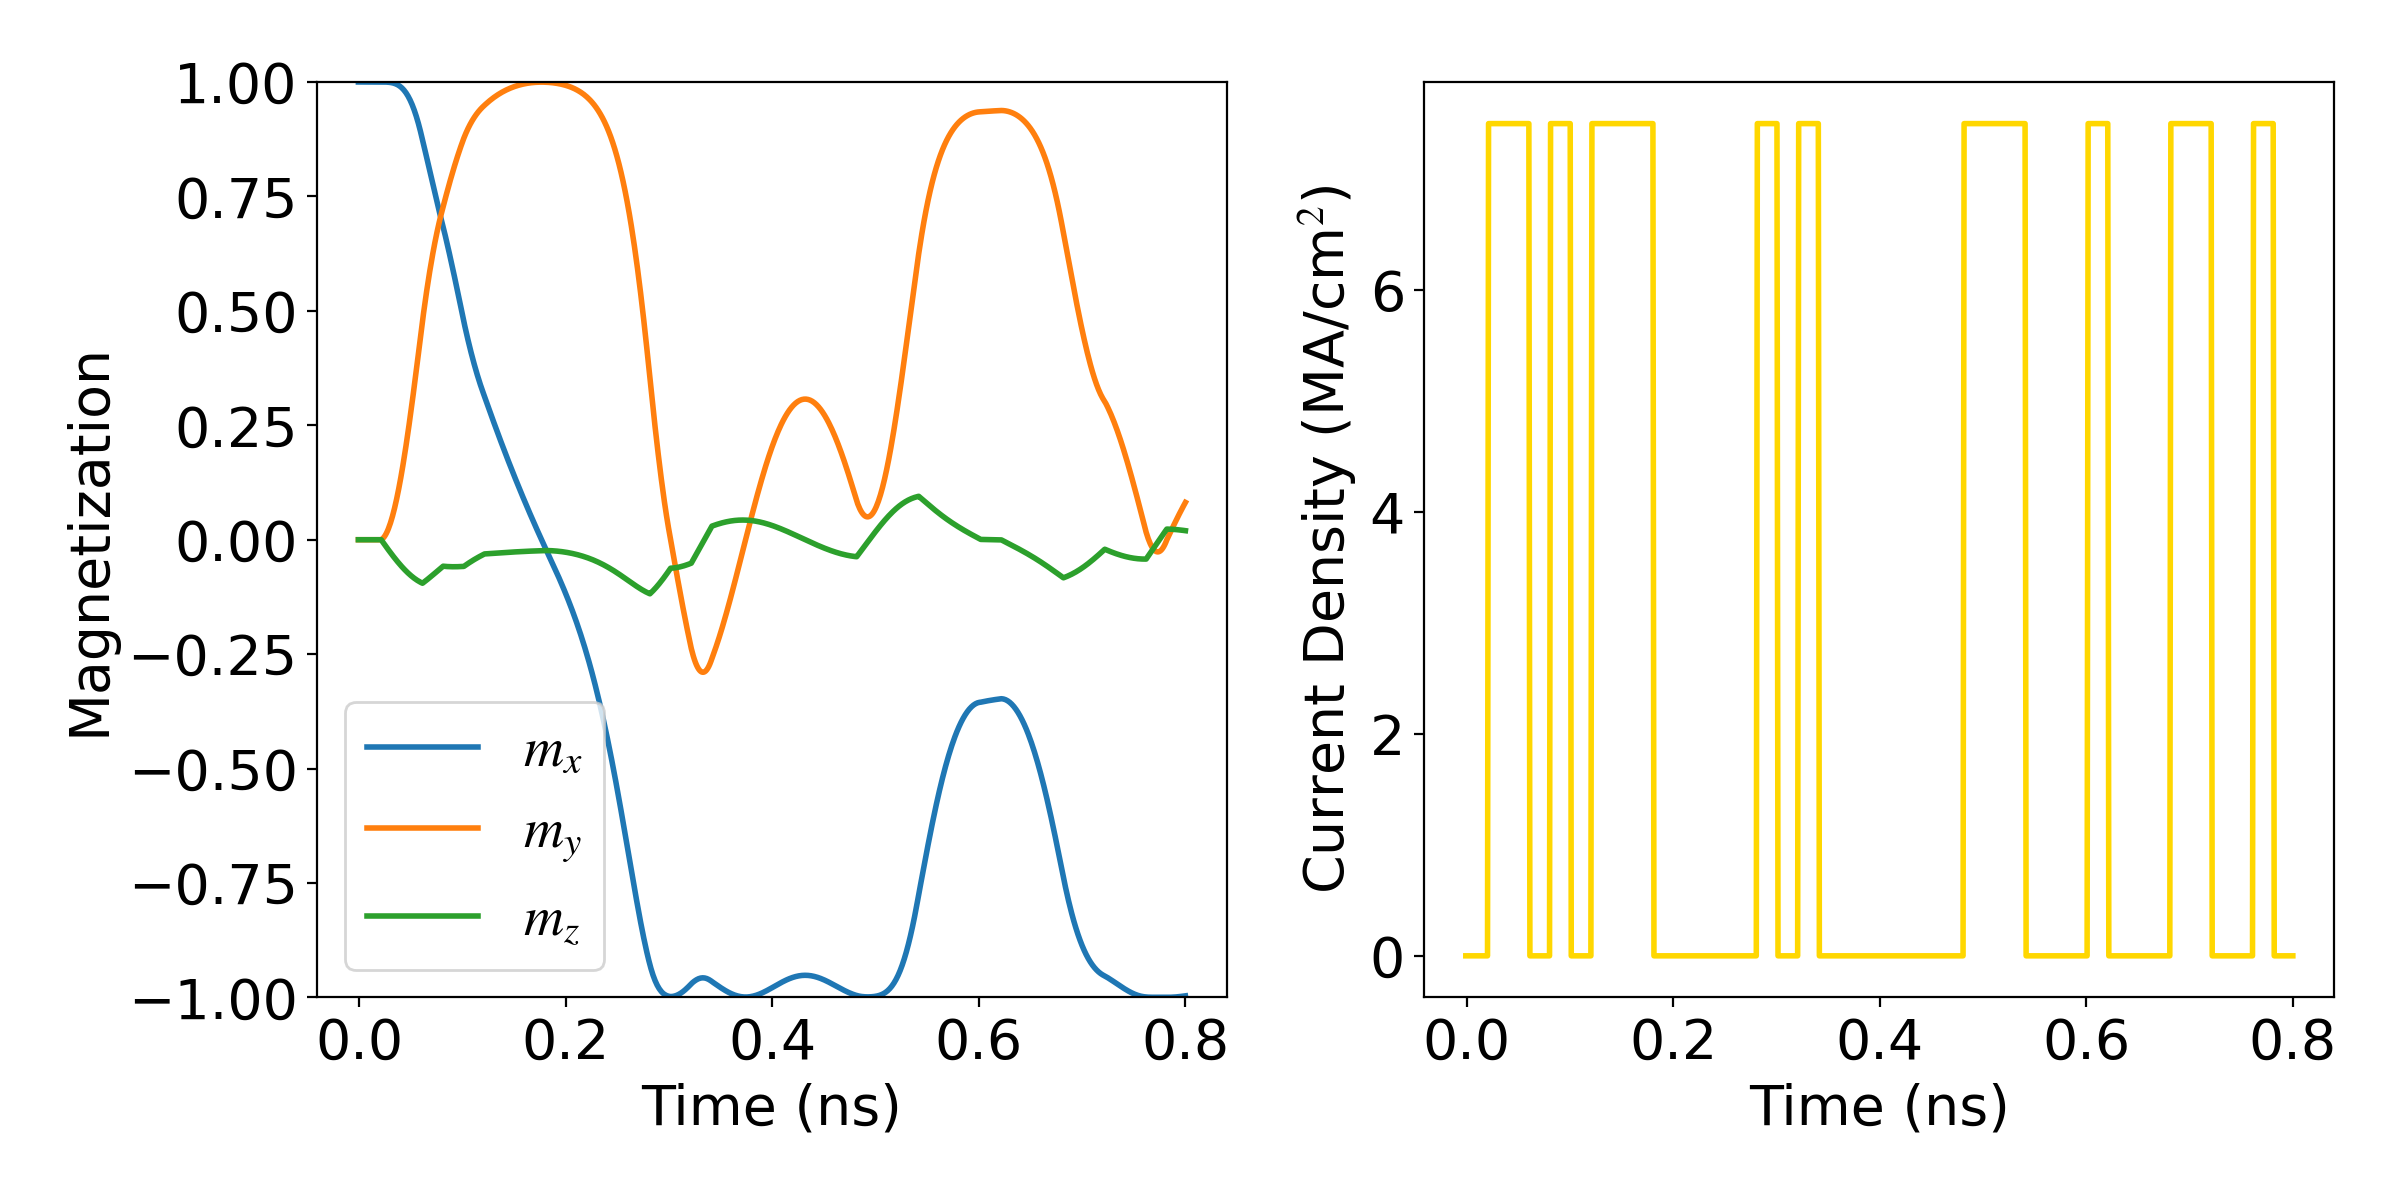 Magnetization
1.00
0.75
0.50
0.25
0.00
−0.25
−0.50
−0.75
−1.00
0.0 0.2 0.4 0.6 0.8
Time (ns)
m_x
m_y
m_z
Current Density (MA/cm²)
6
4
2
0
0.0 0.2 0.4 0.6 0.8
Time (ns)